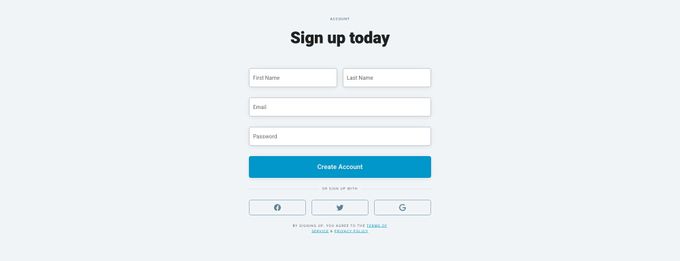 ACCOUNT
Sign up today
First Name
Last Name
Email
Password
Create Account
OR SIGN UP WITH
BY SIGNING UP, YOU AGREE TO THE TERMS OF
SERVICE & PRIVACY POLICY